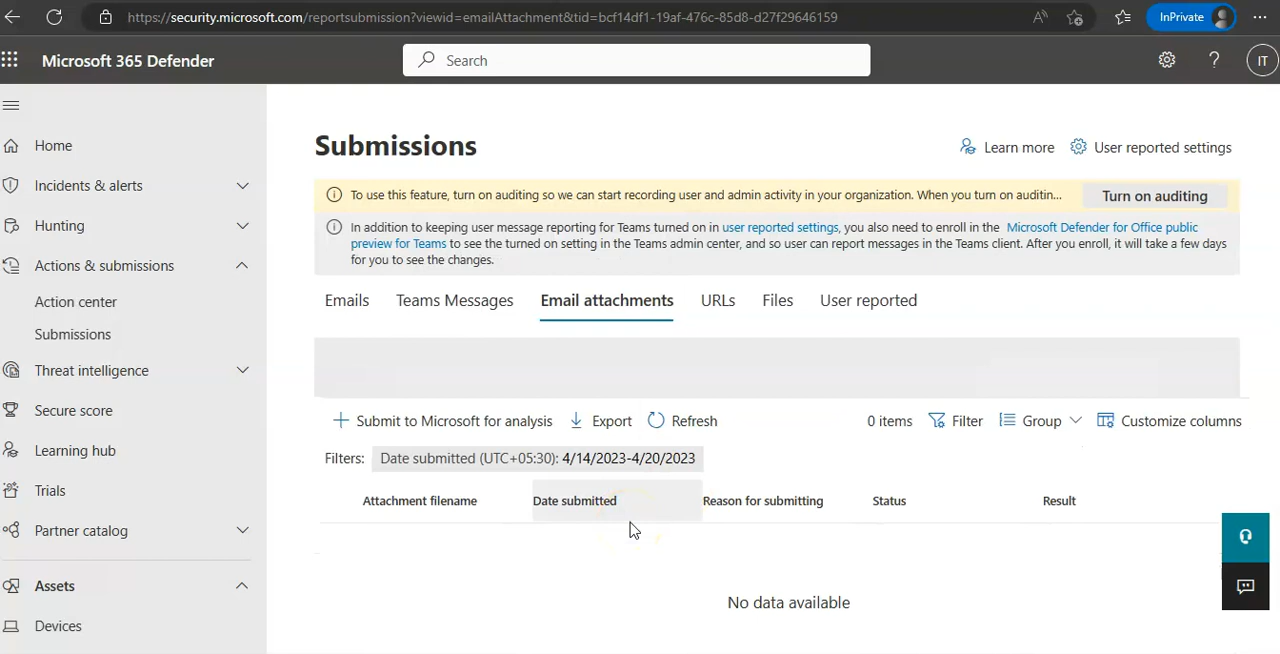 https://security.microsoft.com/reportsubmission?viewid=emailAttachment&tid=bcf14df1-19af-476c-85d8-d27f29646159
InPrivate
Microsoft 365 Defender
Search
IT
Home
Incidents & alerts
Hunting
Actions & submissions
Action center
Submissions
Threat intelligence
Secure score
Learning hub
Trials
Partner catalog
Assets
Devices
Submissions
Learn more
User reported settings
To use this feature, turn on auditing so we can start recording user and admin activity in your organization. When you turn on auditin...
Turn on auditing
In addition to keeping user message reporting for Teams turned on in user reported settings, you also need to enroll in the Microsoft Defender for Office public
preview for Teams to see the turned on setting in the Teams admin center, and so user can report messages in the Teams client. After you enroll, it will take a few days
for you to see the changes.
Emails Teams Messages Email attachments URLs Files User reported
Submit to Microsoft for analysis Export Refresh 0 items Filter Group Customize columns
Filters: Date submitted (UTC+05:30): 4/14/2023-4/20/2023
Attachment filename Date submitted Reason for submitting Status Result
No data available